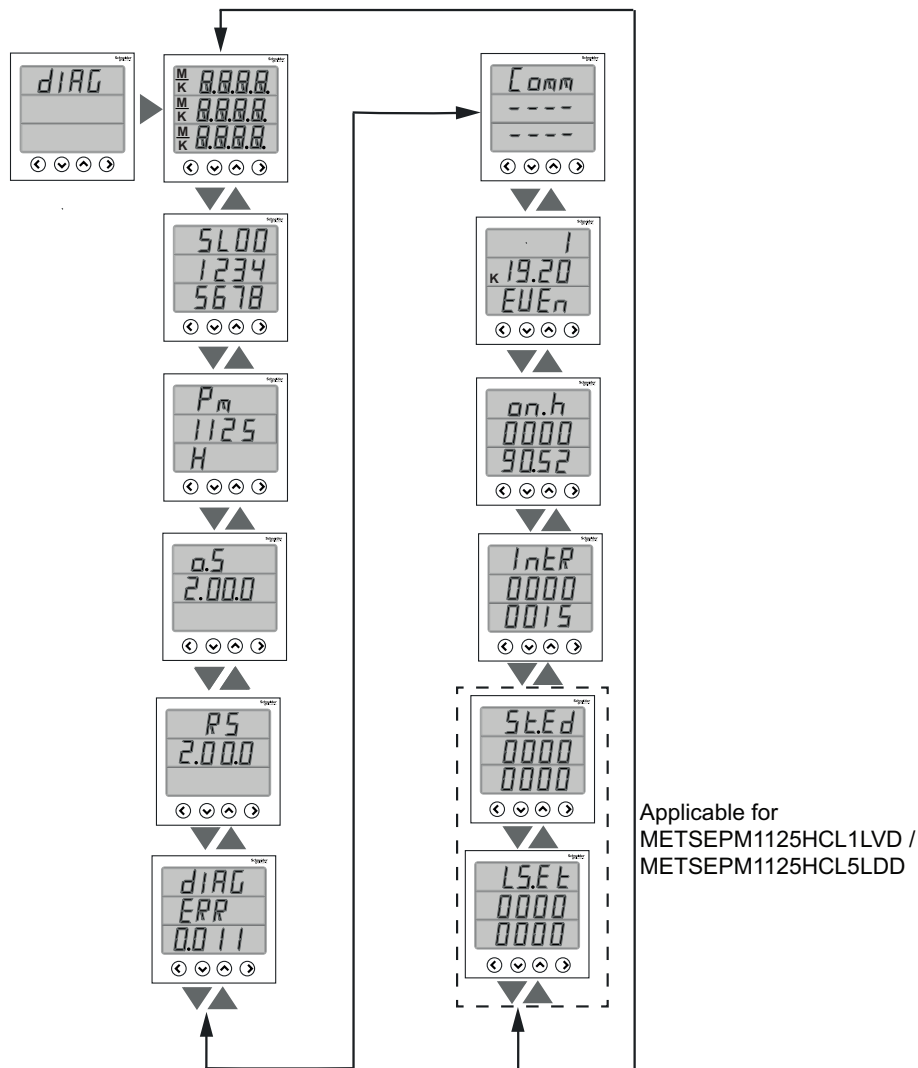 dIAG
M
K 8.8.8.8.
M
K 8.8.8.8.
M
K 8.8.8.8.
SL00
1234
5678
Pm
1125
H
o.S
2.00.0
RS
2.00.0
dIAG
ERR
0.011
Comm
----
----
1
K 19.20
EVEn
on.h
0000
90.52
IntR
0000
0015
St.Ed
0000
0000
LS.Et
0000
0000
Applicable for
METSEPM1125HCL1LVD /
METSEPM1125HCL5LDD